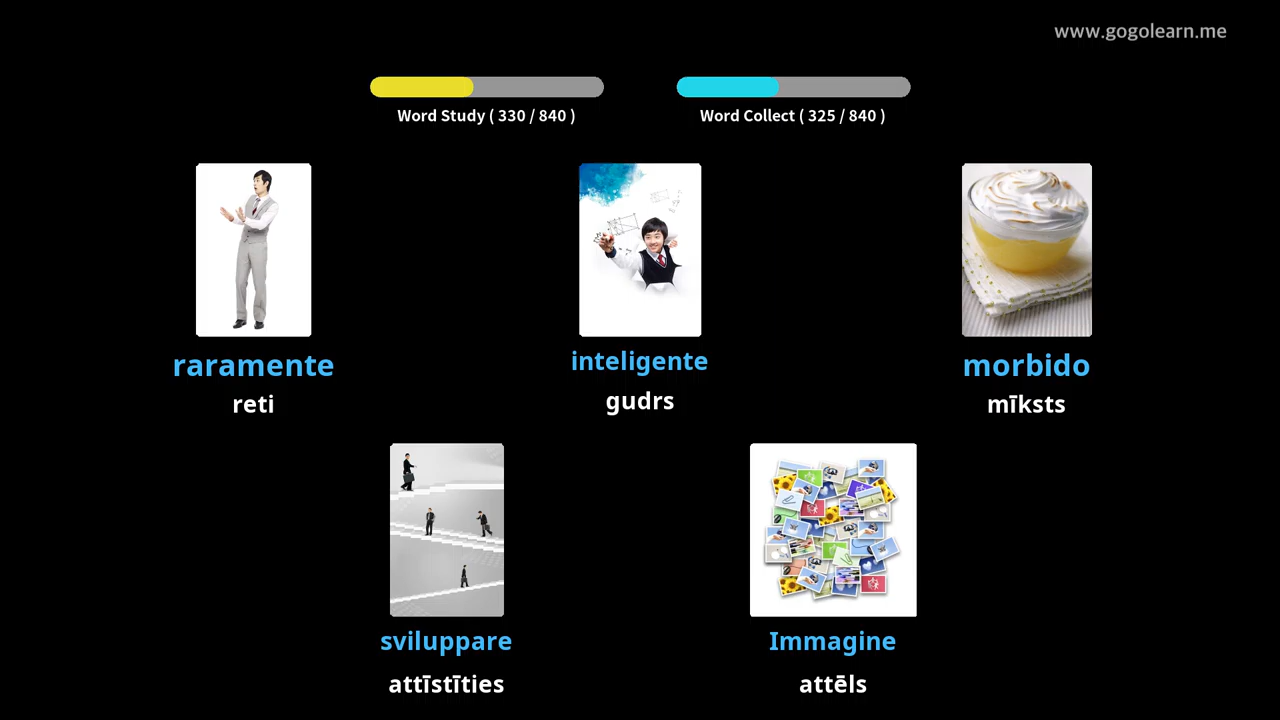 www.gogolearn.me
Word Study ( 330 / 840 )
Word Collect ( 325 / 840 )
raramente
reti
inteligente
gudrs
morbido
mīksts
sviluppare
attīstīties
Immagine
attēls